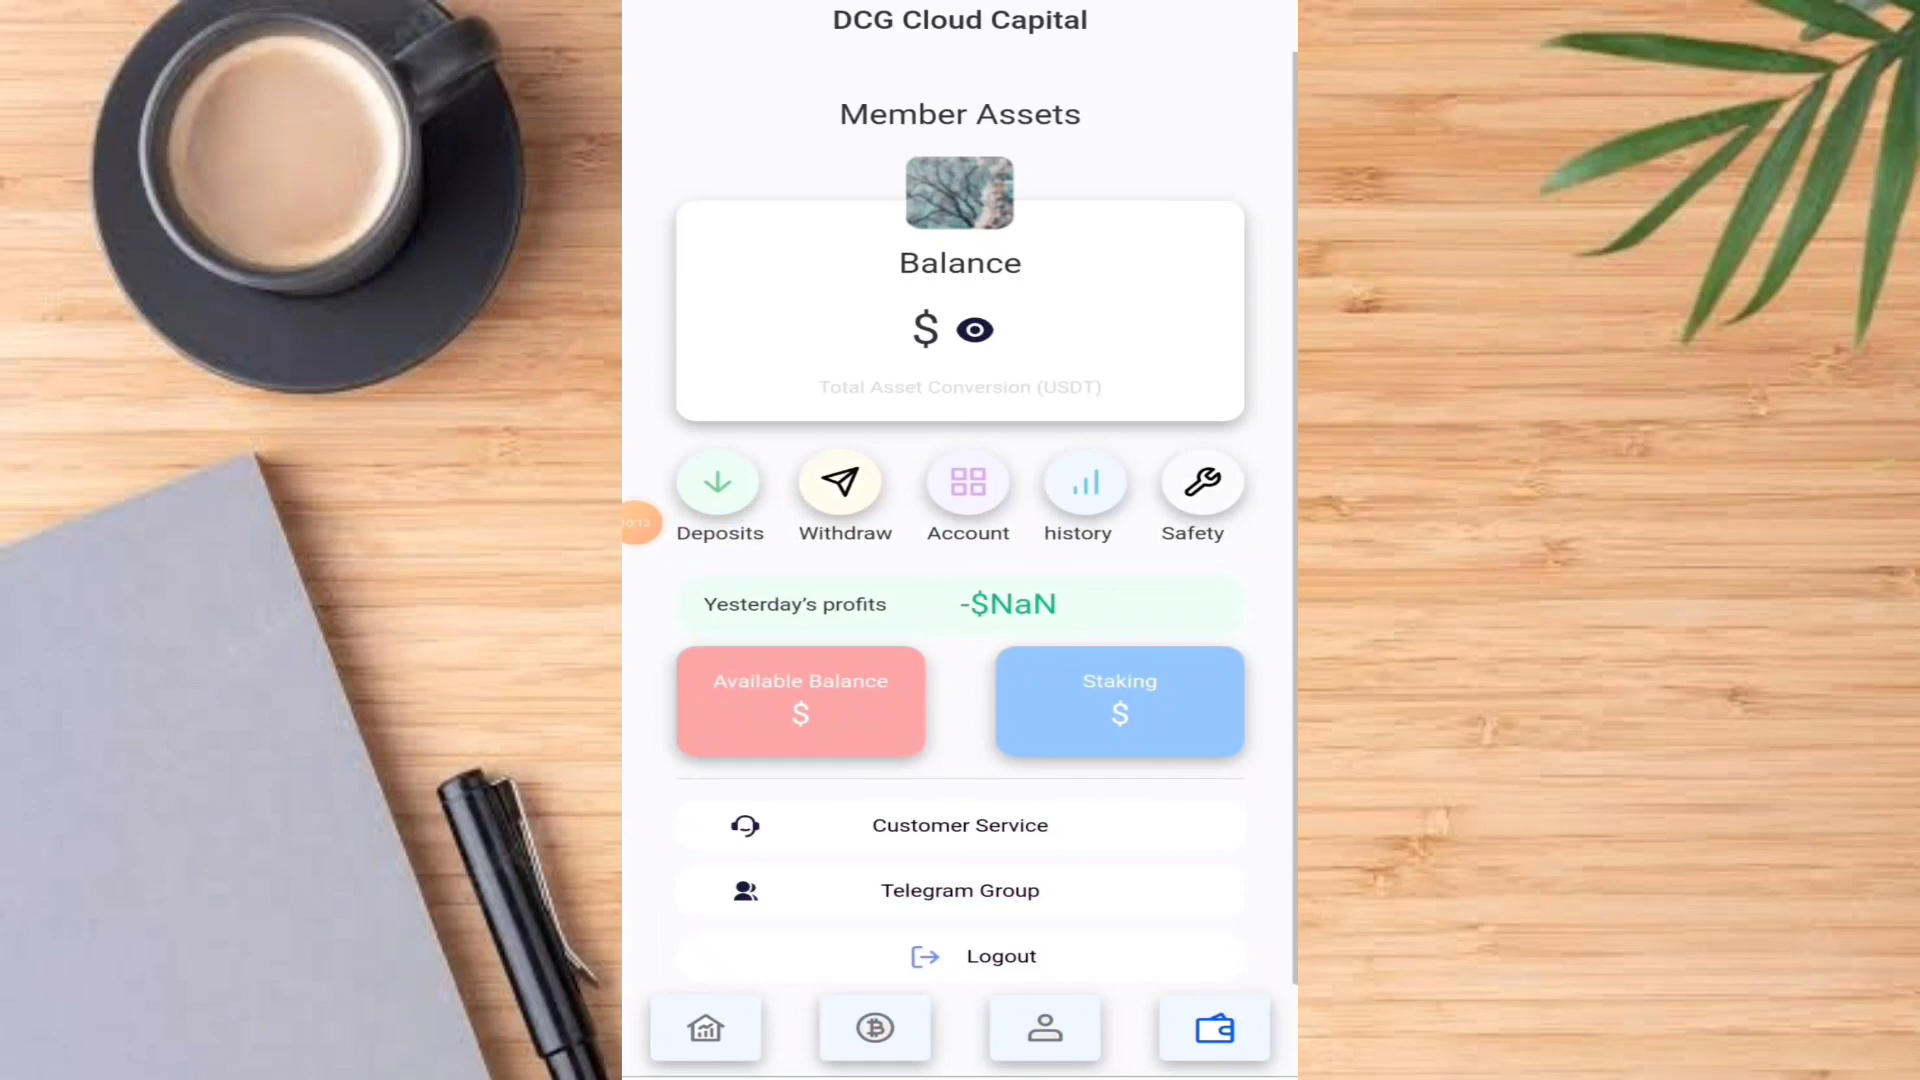 DCG Cloud Capital
Member Assets
Balance
$
Total Asset Conversion (USDT)
Deposits Withdraw Account history Safety
Yesterday's profits -$NaN
Available Balance Staking
$ $
Customer Service
Telegram Group
Logout